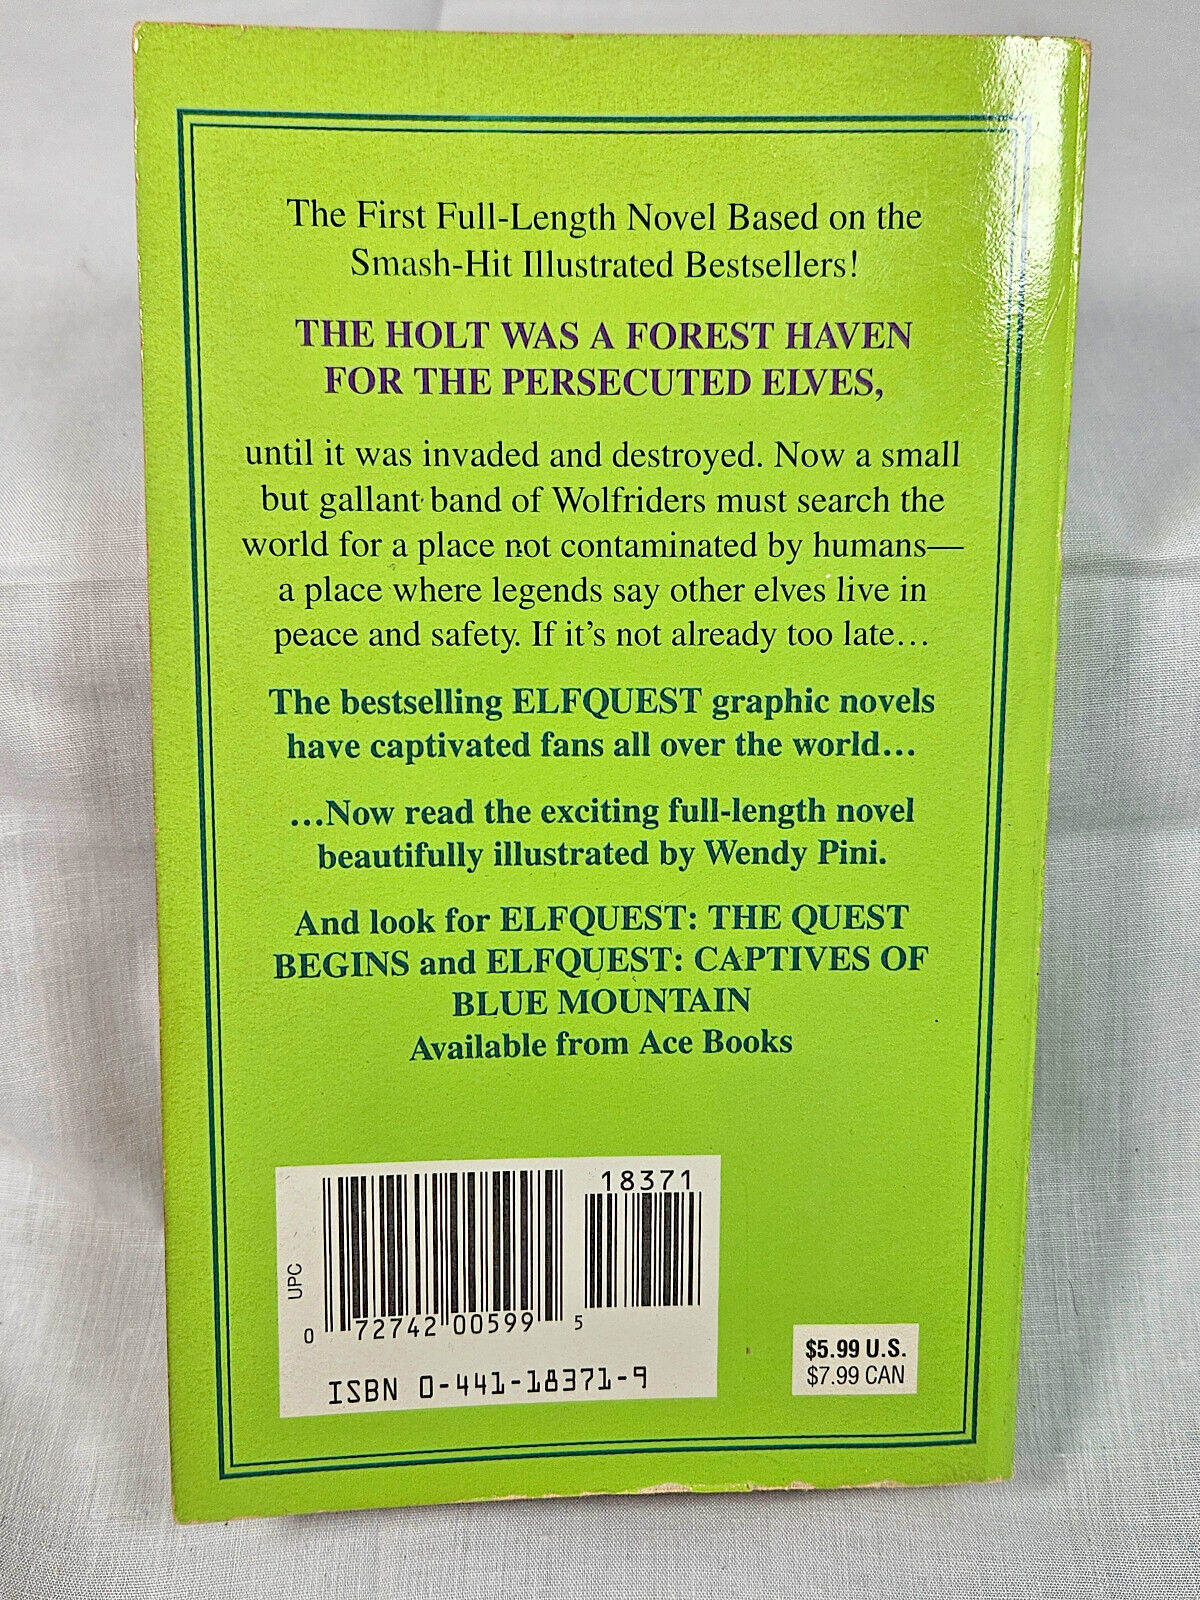 The First Full-Length Novel Based on the
Smash-Hit Illustrated Bestsellers!
THE HOLT WAS A FOREST HAVEN
FOR THE PERSECUTED ELVES,
until it was invaded and destroyed. Now a small
but gallant band of Wolfriders must search the
world for a place not contaminated by humans—
a place where legends say other elves live in
peace and safety. If it's not already too late...
The bestselling ELFQUEST graphic novels
have captivated fans all over the world...
...Now read the exciting full-length novel
beautifully illustrated by Wendy Pini.
And look for ELFQUEST: THE QUEST
BEGINS and ELFQUEST: CAPTIVES OF
BLUE MOUNTAIN
Available from Ace Books
18371
UPC
0 72742 00599 5
ISBN 0-441-18371-9
$5.99 U.S.
$7.99 CAN